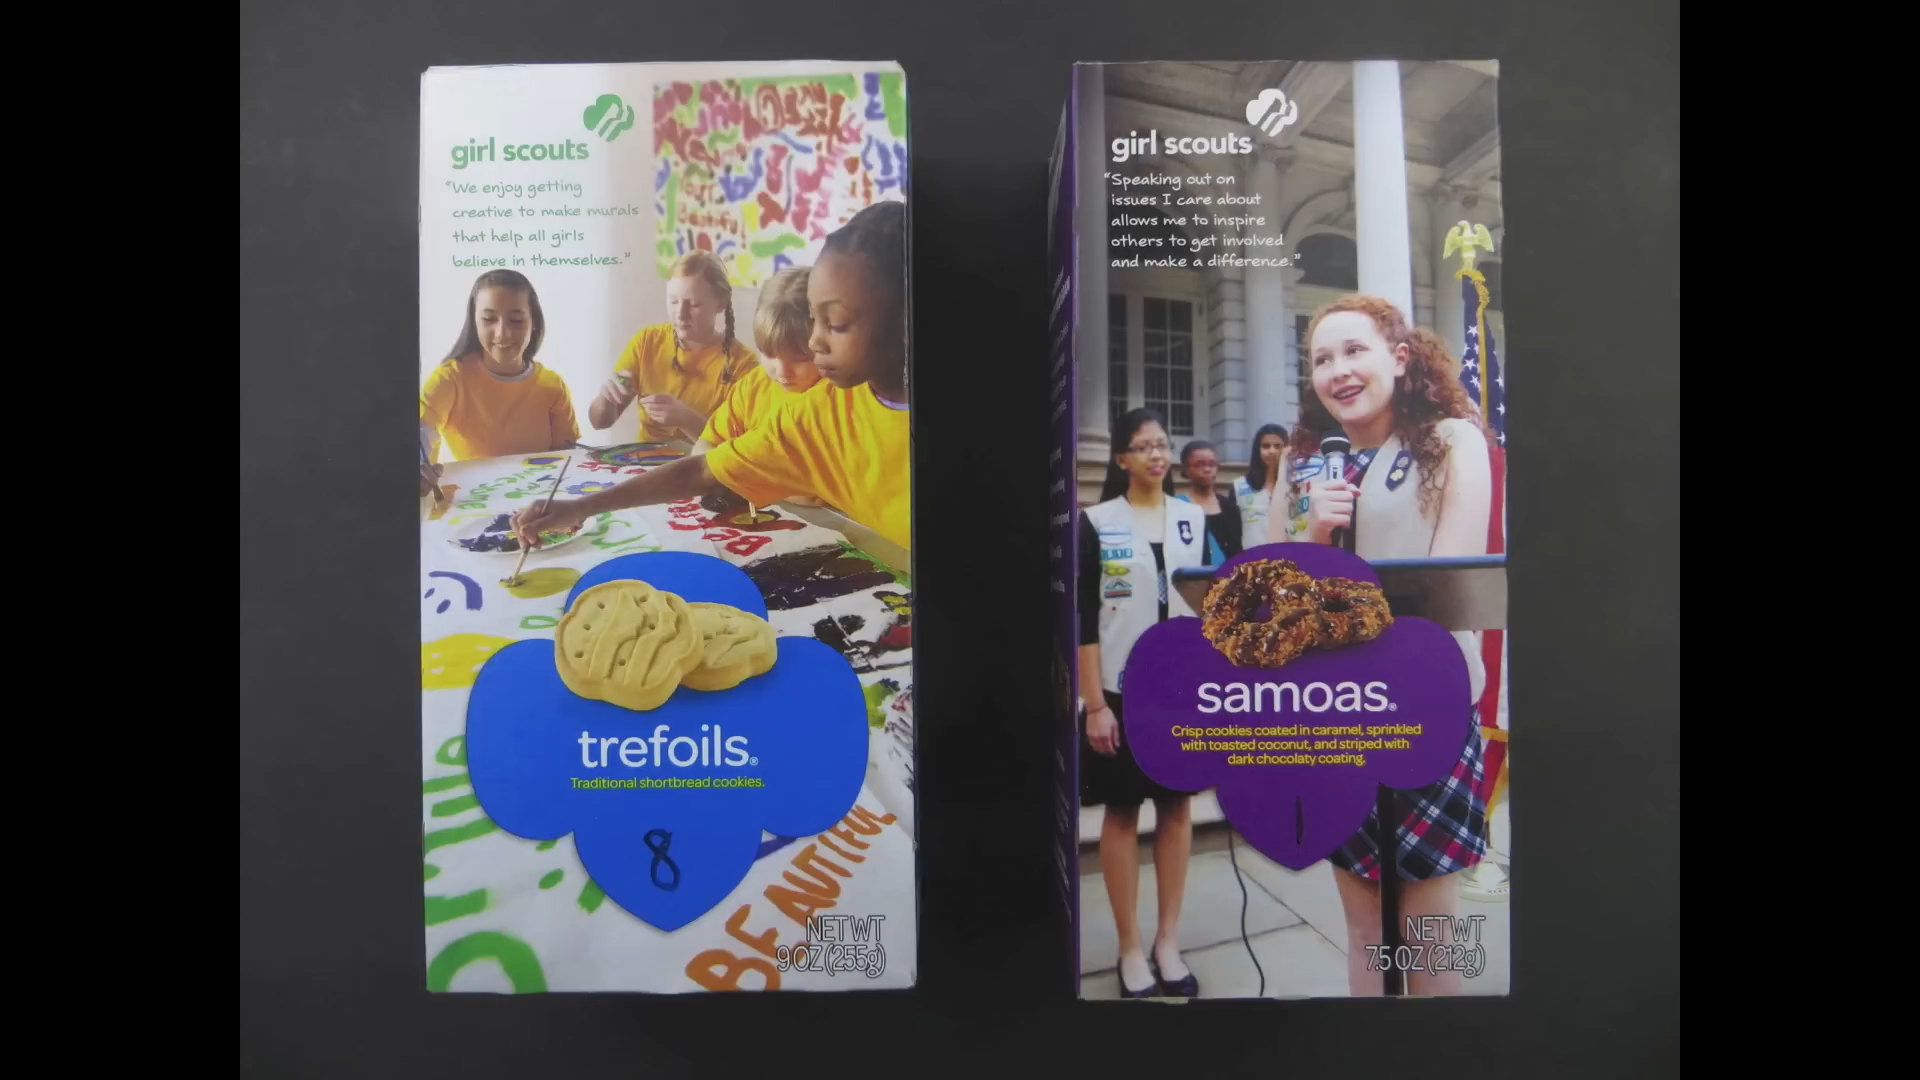 girl scouts
"We enjoy getting
creative to make murals
that help all girls
believe in themselves."
trefoils®
Traditional shortbread cookies.
8
BEAUTIFUL
NET WT
9 OZ (255g)
girl scouts
"Speaking out on
issues I care about
allows me to inspire
others to get involved
and make a difference."
samoas®
Crisp cookies coated in caramel, sprinkled
with toasted coconut, and striped with
dark chocolaty coating.
1
NET WT
7.5 OZ (212g)